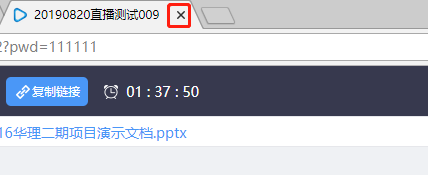 20190820直播测试009
2?pwd=111111
复制链接
01 : 37 : 50
16华理二期项目演示文档.pptx